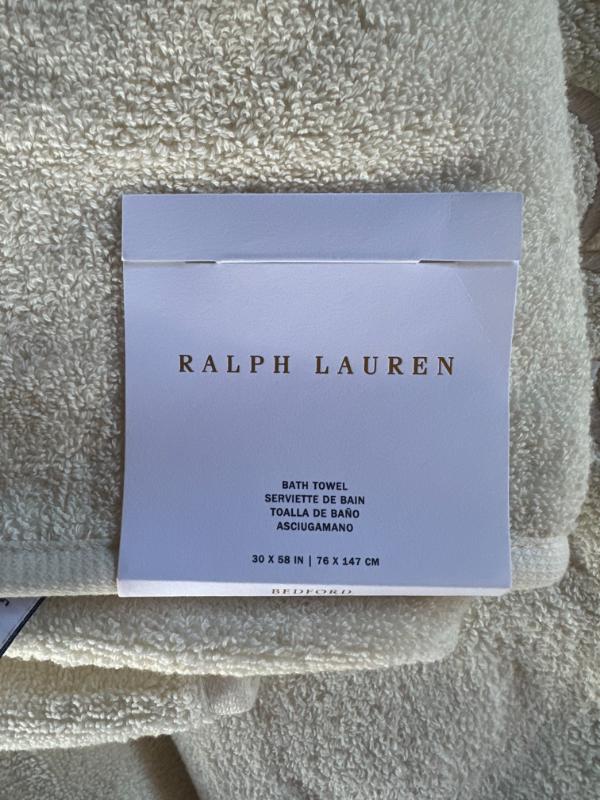 RALPH LAUREN
BATH TOWEL
SERVIETTE DE BAIN
TOALLA DE BAÑO
ASCIUGAMANO
30 X 58 IN | 76 X 147 CM
BEDFORD